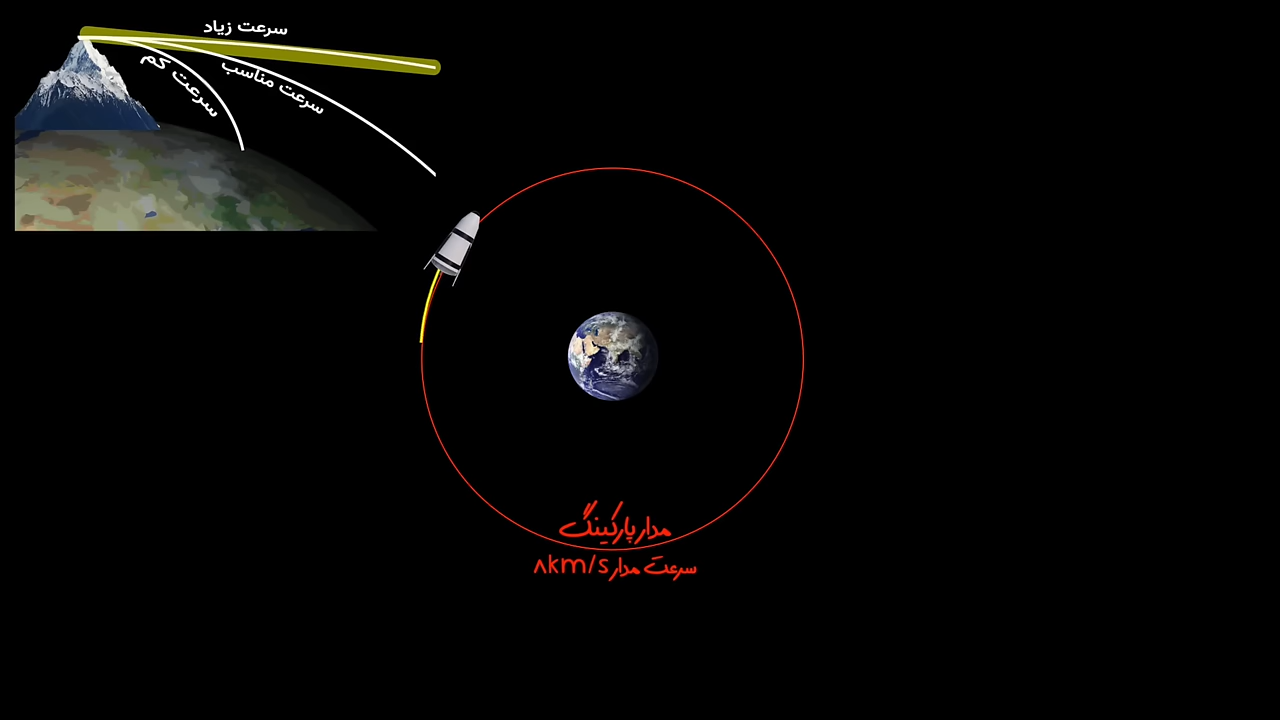 سرعت زیاد
سرعت مناسب
سرعت کم
مدار پارکینگ
سرعت مدار ۸km/s